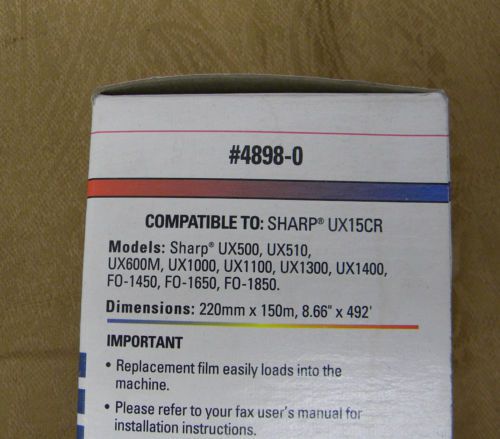 #4898-0
COMPATIBLE TO: SHARP® UX15CR
Models: Sharp® UX500, UX510,
UX600M, UX1000, UX1100, UX1300, UX1400,
FO-1450, FO-1650, FO-1850.
Dimensions: 220mm x 150m, 8.66" x 492'
IMPORTANT
• Replacement film easily loads into the
machine.
• Please refer to your fax user's manual for
installation instructions.